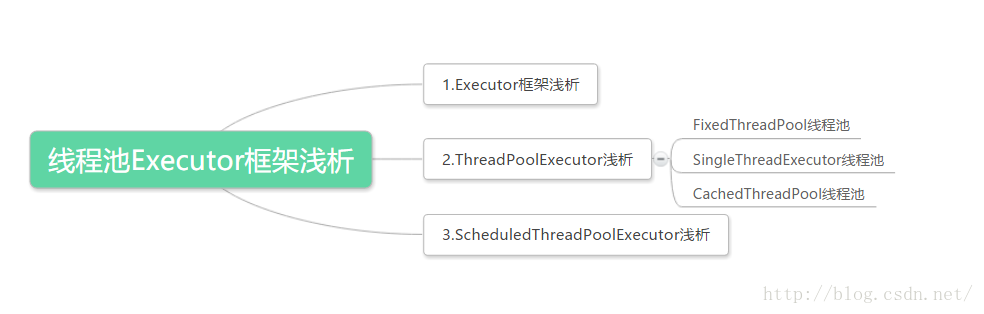 线程池Executor框架浅析
1.Executor框架浅析
2.ThreadPoolExecutor浅析
FixedThreadPool线程池
SingleThreadExecutor线程池
CachedThreadPool线程池
3.ScheduledThreadPoolExecutor浅析
http://blog.csdn.net/